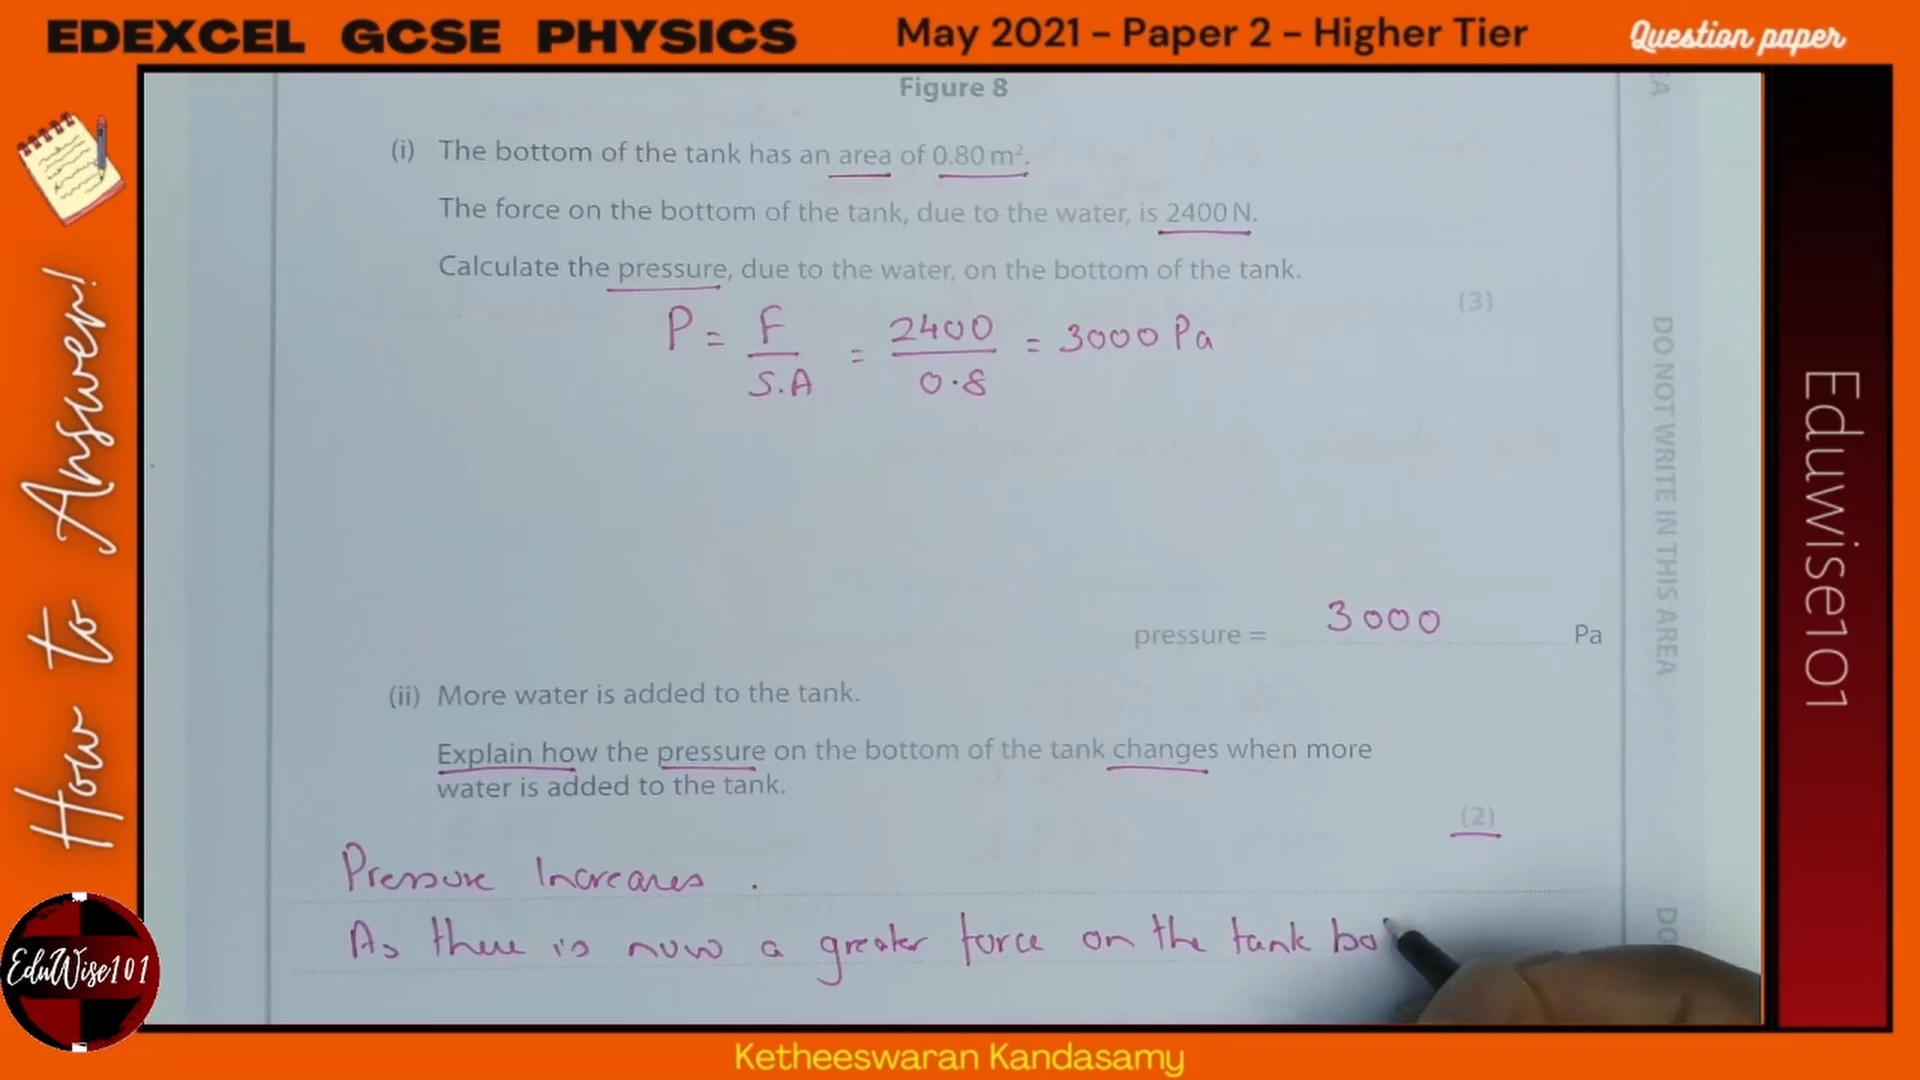 EDEXCEL GCSE PHYSICS May 2021 - Paper 2 - Higher Tier Question paper
Figure 8
(i) The bottom of the tank has an area of 0.80 m².
The force on the bottom of the tank, due to the water, is 2400 N.
Calculate the pressure, due to the water, on the bottom of the tank.
(3)
P = F / S.A = 2400 / 0.8 = 3000 Pa
pressure = 3000 Pa
(ii) More water is added to the tank.
Explain how the pressure on the bottom of the tank changes when more
water is added to the tank.
(2)
Pressure Increases .
As there is now a greater force on the tank bo
How to Answer!
EduWise101
DO NOT WRITE IN THIS AREA
EA
DO
Eduwise101
Ketheeswaran Kandasamy